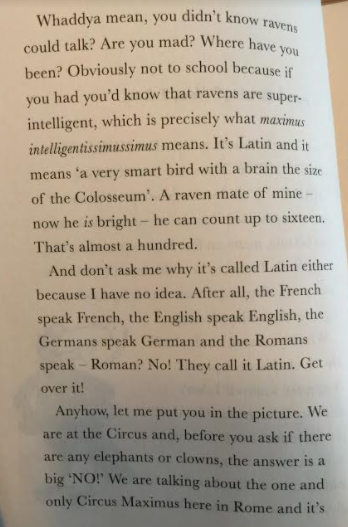 Whaddya mean, you didn't know ravens
could talk? Are you mad? Where have you
been? Obviously not to school because if
you had you'd know that ravens are super-
intelligent, which is precisely what maximus
intelligentissimussimus means. It's Latin and it
means 'a very smart bird with a brain the size
of the Colosseum'. A raven mate of mine –
now he is bright – he can count up to sixteen.
That's almost a hundred.
And don't ask me why it's called Latin either
because I have no idea. After all, the French
speak French, the English speak English, the
Germans speak German and the Romans
speak – Roman? No! They call it Latin. Get
over it!
Anyhow, let me put you in the picture. We
are at the Circus and, before you ask if there
are any elephants or clowns, the answer is a
big 'NO!' We are talking about the one and
only Circus Maximus here in Rome and it's